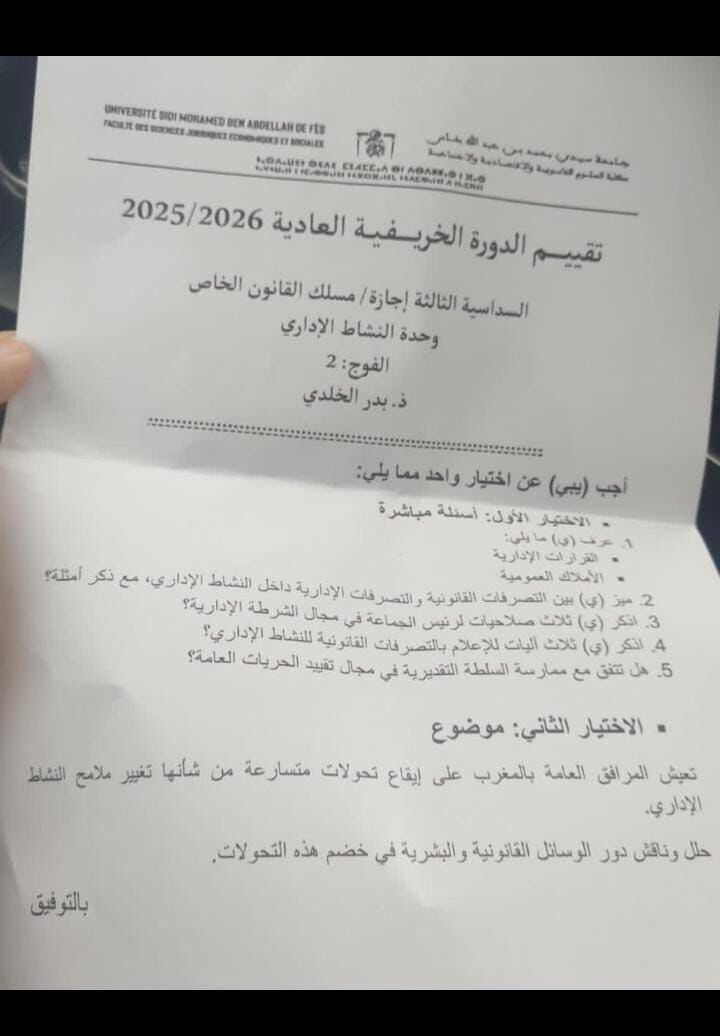 UNIVERSITÉ SIDI MOHAMED BEN ABDELLAH DE FÈS
FACULTÉ DES SCIENCES JURIDIQUES ECONOMIQUES ET SOCIALES
جامعة سيدي محمد بن عبد الله بفاس
كلية العلوم القانونية والاقتصادية والاجتماعية
تقييم الدورة الخريفية العادية 2025/2026
السداسية الثالثة إجازة/ مسلك القانون الخاص
وحدة النشاط الإداري
الفوج: 2
ذ. بدر الخلدي
أجب (يبي) عن اختيار واحد مما يلي:
▪ الاختيار الأول: أسئلة مباشرة
1. عرف (ي) ما يلي:
▪ القرارات الإدارية
▪ الأملاك العمومية
2. ميز (ي) بين التصرفات القانونية والتصرفات الإدارية داخل النشاط الإداري، مع ذكر أمثلة؟
3. اذكر (ي) ثلاث صلاحيات لرئيس الجماعة في مجال الشرطة الإدارية؟
4. اذكر (ي) ثلاث آليات للإعلام بالتصرفات القانونية للنشاط الإداري؟
5. هل تتفق مع ممارسة السلطة التقديرية في مجال تقييد الحريات العامة؟
▪ الاختيار الثاني: موضوع
تعيش المرافق العامة بالمغرب على إيقاع تحولات متسارعة من شأنها تغيير ملامح النشاط
الإداري.
حلل وناقش دور الوسائل القانونية والبشرية في خضم هذه التحولات.
بالتوفيق